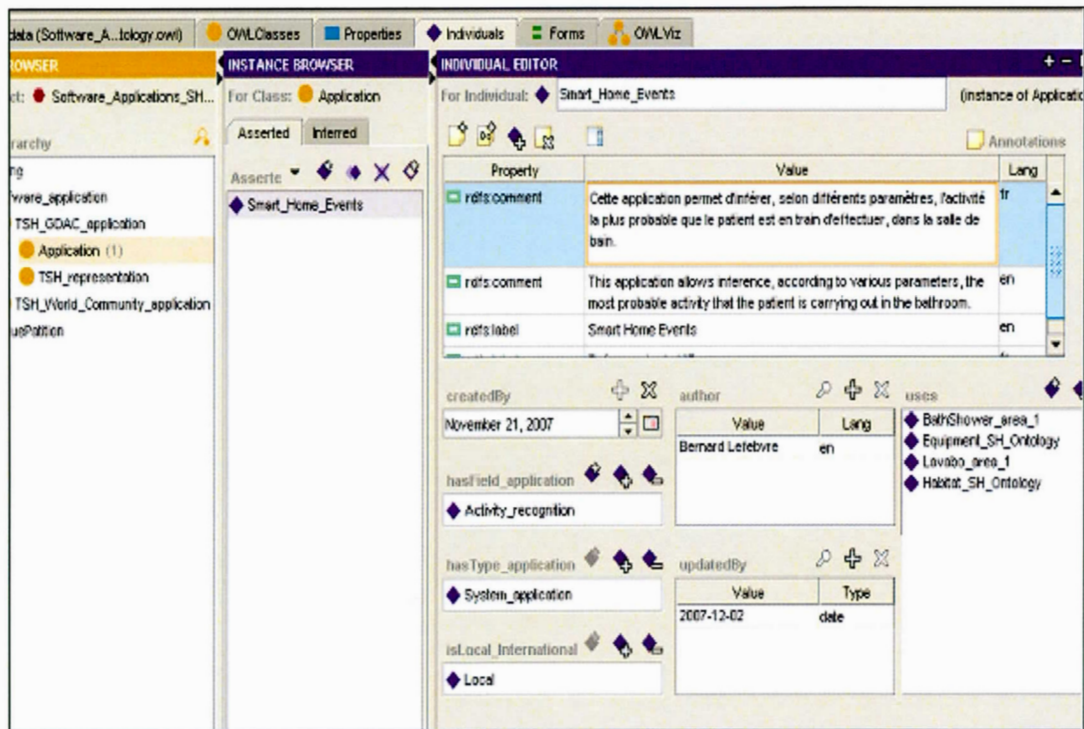 data (Software_A...tology.owl)
OWLClasses
Properties
Individuals
Forms
OWLViz
ROWSER
INSTANCE BROWSER
INDIVIDUAL EDITOR
ct: Software_Applications_SH...
For Class: Application
For Individual: Smart_Home_Events
(instance of Applicatio
rarchy
Asserted
Inferred
Annotations
Asserte
Property
Value
Lang
ng
ware_application
TSH_GDAC_application
Application (1)
TSH_representation
TSH_World_Community_application
uePatition
Smart_Home_Events
rdfs:comment
Cette application permet d'inférer, selon différents paramètres, l'activité
la plus probable que le patient est en train d'effectuer, dans la salle de
bain.
fr
rdfs:comment
This application allows inference, according to various parameters, the
most probable activity that the patient is carrying out in the bathroom.
en
rdfs:label
Smart Home Events
en
createdBy
November 21, 2007
author
Value
Lang
Bernard Lefebvre
en
uses
BathShower_area_1
Equipment_SH_Ontology
Lavabo_area_1
Habitat_SH_Ontology
hasField_application
Activity_recognition
hasType_application
System_application
updatedBy
Value
Type
2007-12-02
date
isLocal_International
Local